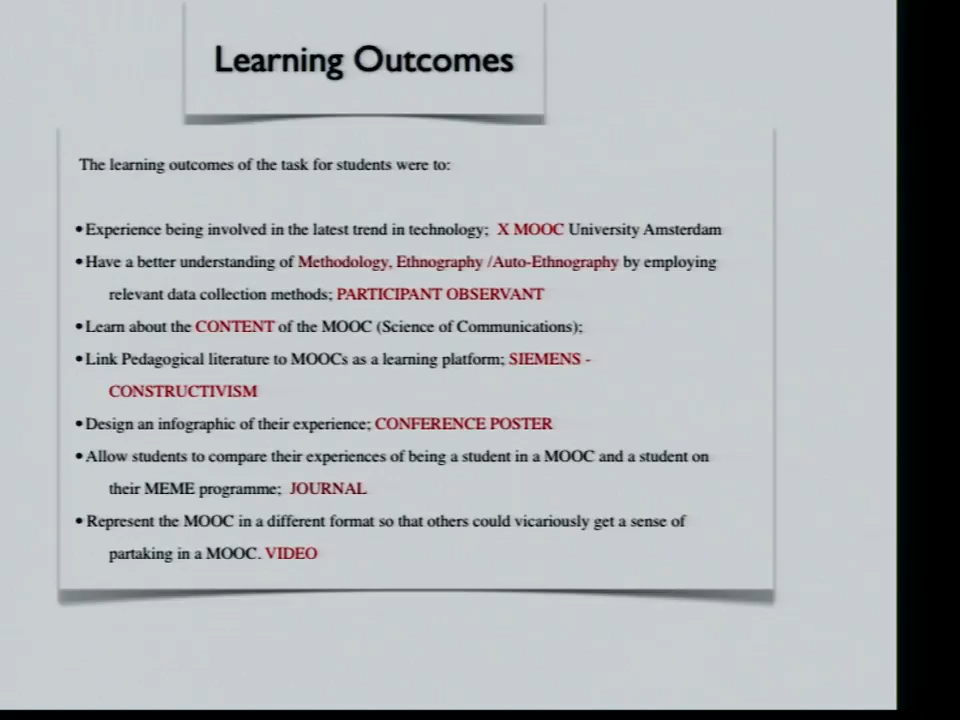 Learning Outcomes
The learning outcomes of the task for students were to:
•Experience being involved in the latest trend in technology; X MOOC University Amsterdam
•Have a better understanding of Methodology, Ethnography /Auto-Ethnography by employing
relevant data collection methods; PARTICIPANT OBSERVANT
•Learn about the CONTENT of the MOOC (Science of Communications);
•Link Pedagogical literature to MOOCs as a learning platform; SIEMENS -
CONSTRUCTIVISM
•Design an infographic of their experience; CONFERENCE POSTER
•Allow students to compare their experiences of being a student in a MOOC and a student on
their MEME programme; JOURNAL
• Represent the MOOC in a different format so that others could vicariously get a sense of
partaking in a MOOC. VIDEO